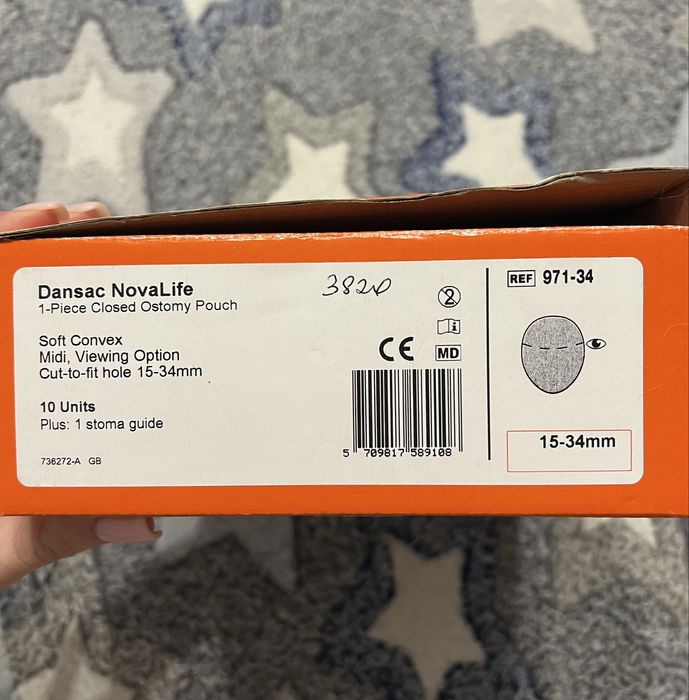 Dansac NovaLife
1-Piece Closed Ostomy Pouch
Soft Convex
Midi, Viewing Option
Cut-to-fit hole 15-34mm
10 Units
Plus: 1 stoma guide
736272-A GB
2
i
CE
MD
5 709817 589108
REF 971-34
15-34mm